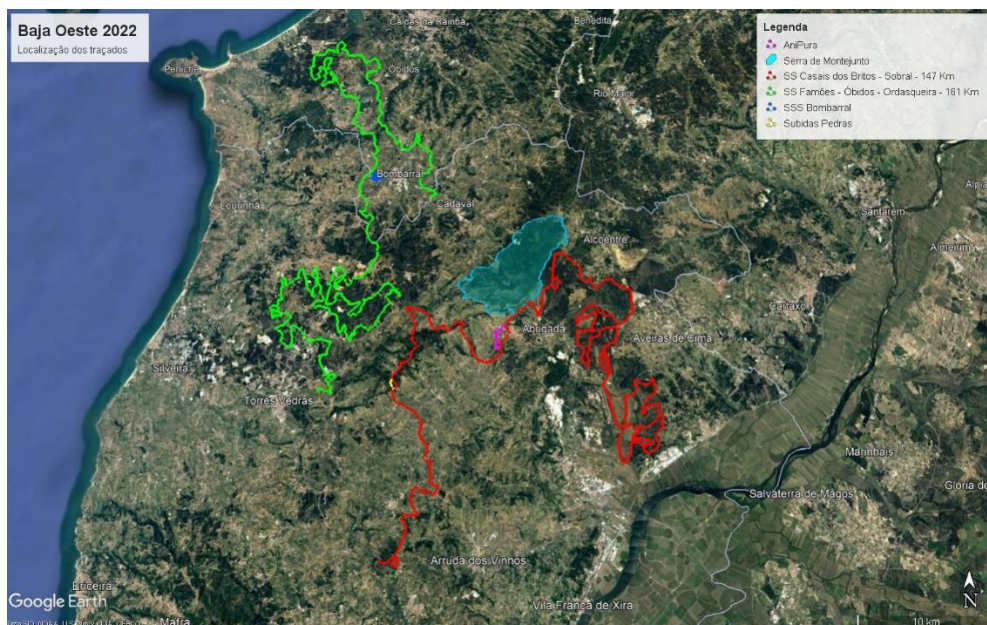 Baja Oeste 2022
Localização dos traçados
Legenda
AniPura
Serra de Montejunto
SS Casais dos Britos - Sobral - 147 Km
SS Famões - Óbidos - Ordasqueira - 161 Km
SSS Bombarral
Subidas Pedras
Caldas da Rainha
Benedita
Peniche
Óbidos
Rio Maior
Bombarral
Cadaval
Lourinhã
Santarém
Alcoentre
Almeirim
Cartaxo
Abrigada
Aveiras de Cima
Silveira
Torres Vedras
Marinhais
Salvaterra de Magos
Arruda dos Vinhos
Ericeira
Vila Franca de Xira
Mafra
Google Earth
N
10 km